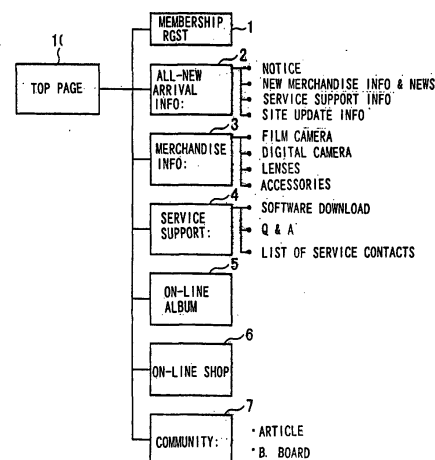 10
TOP PAGE
1
MEMBERSHIP
RGST
2
ALL-NEW
ARRIVAL
INFO:
NOTICE
NEW MERCHANDISE INFO & NEWS
SERVICE SUPPORT INFO
SITE UPDATE INFO
3
MERCHANDISE
INFO:
FILM CAMERA
DIGITAL CAMERA
LENSES
ACCESSORIES
4
SERVICE
SUPPORT:
SOFTWARE DOWNLOAD
Q & A
LIST OF SERVICE CONTACTS
5
ON-LINE
ALBUM
6
ON-LINE SHOP
7
COMMUNITY:
• ARTICLE
• B. BOARD